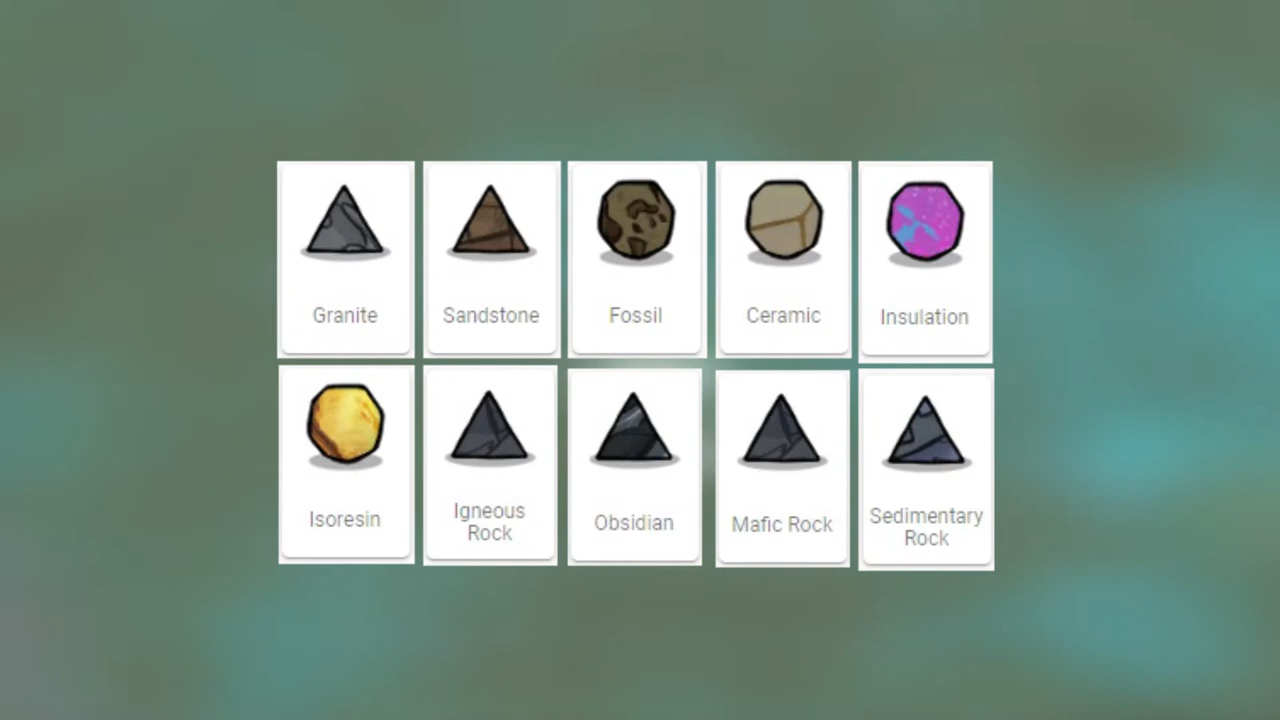 Granite
Sandstone
Fossil
Ceramic
Insulation
Isoresin
Igneous
Rock
Obsidian
Mafic Rock
Sedimentary
Rock